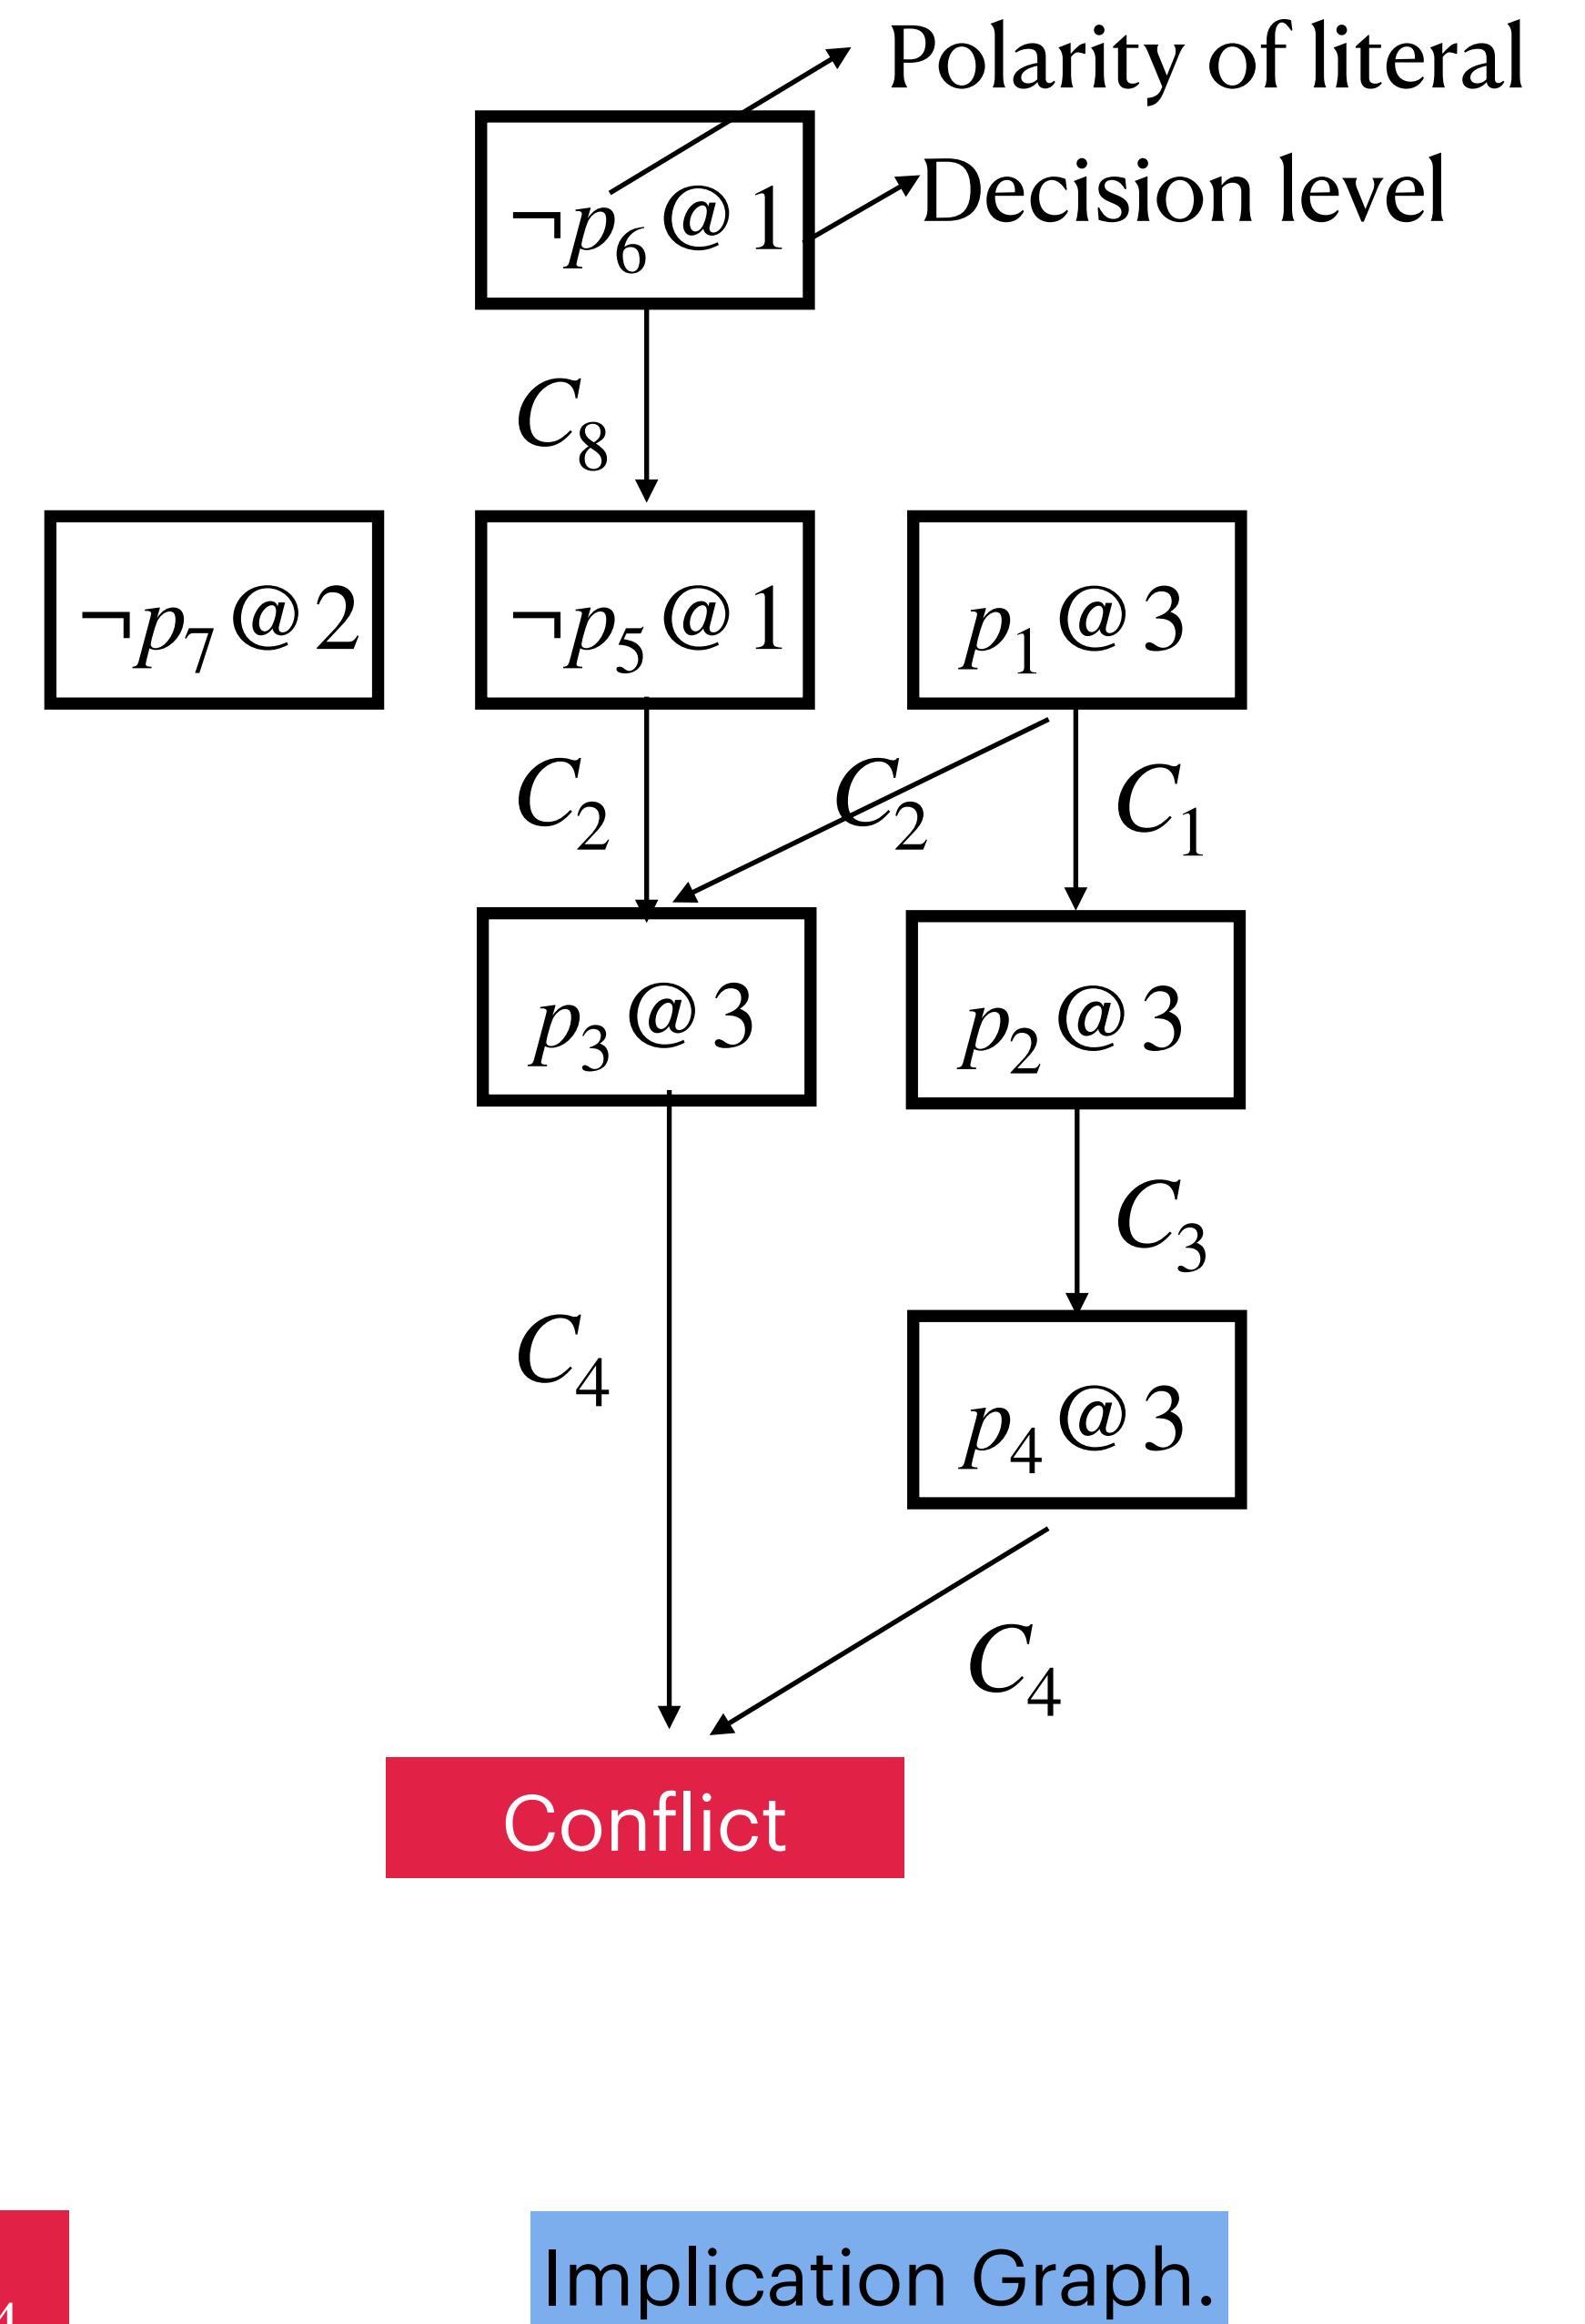 Polarity of literal
Decision level
¬p₆@1
C₈
¬p₇@2
¬p₅@1
p₁@3
C₂
C₂
C₁
p₃@3
p₂@3
C₃
C₄
p₄@3
C₄
Conflict
Implication Graph.